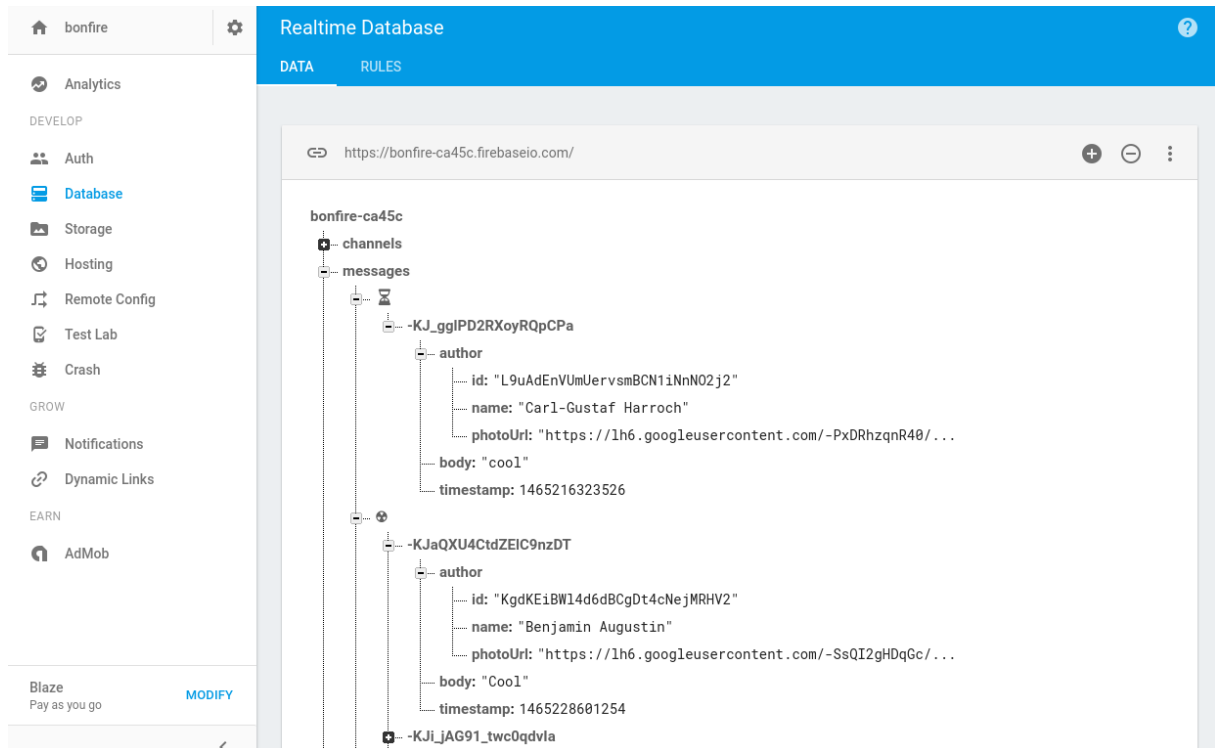 bonfire
Analytics
DEVELOP
Auth
Database
Storage
Hosting
Remote Config
Test Lab
Crash
GROW
Notifications
Dynamic Links
EARN
AdMob
Blaze
Pay as you go
MODIFY
Realtime Database
DATA RULES
https://bonfire-ca45c.firebaseio.com/
bonfire-ca45c
channels
messages
⌛
-KJ_ggIPD2RXoyRQpCPa
author
id: "L9uAdEnVUmUervsmBCN1iNnNO2j2"
name: "Carl-Gustaf Harroch"
photoUrl: "https://lh6.googleusercontent.com/-PxDRhzqnR40/...
body: "cool"
timestamp: 1465216323526
☢
-KJaQXU4CtdZEIC9nzDT
author
id: "KgdKEiBWl4d6dBCgDt4cNejMRHV2"
name: "Benjamin Augustin"
photoUrl: "https://lh6.googleusercontent.com/-SsQI2gHDqGc/...
body: "Cool"
timestamp: 1465228601254
-KJi_jAG91_twc0qdvIa